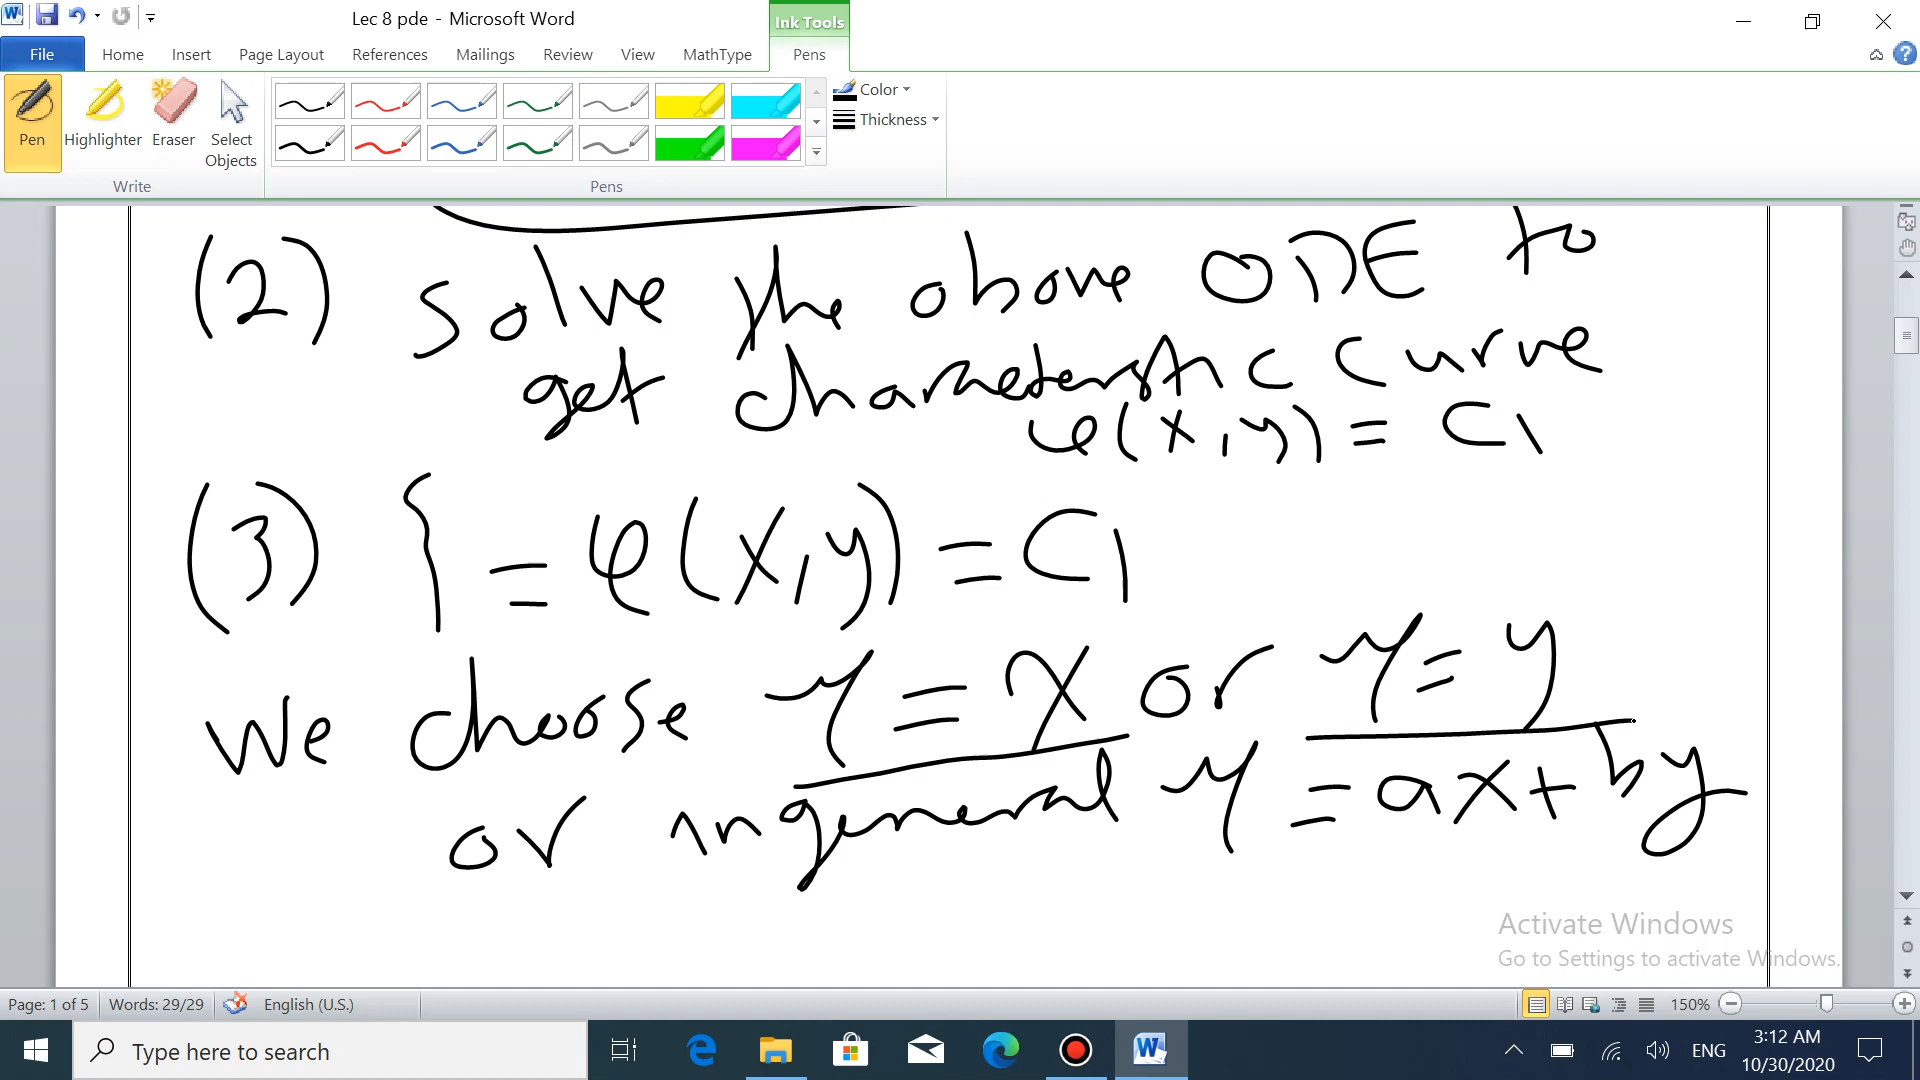 Lec 8 pde - Microsoft Word
Ink Tools
File Home Insert Page Layout References Mailings Review View MathType Pens
Pen Highlighter Eraser Select Objects
Color
Thickness
Write Pens
(2) solve the above ODE to
get characterstic curve
φ(x,y) = C1
(3) ξ = φ(x,y) = C1
We choose η = x or η = y
or in general η = ax + by
Activate Windows
Go to Settings to activate Windows.
Page: 1 of 5 Words: 29/29 English (U.S.) 150%
Type here to search ENG 3:12 AM
10/30/2020